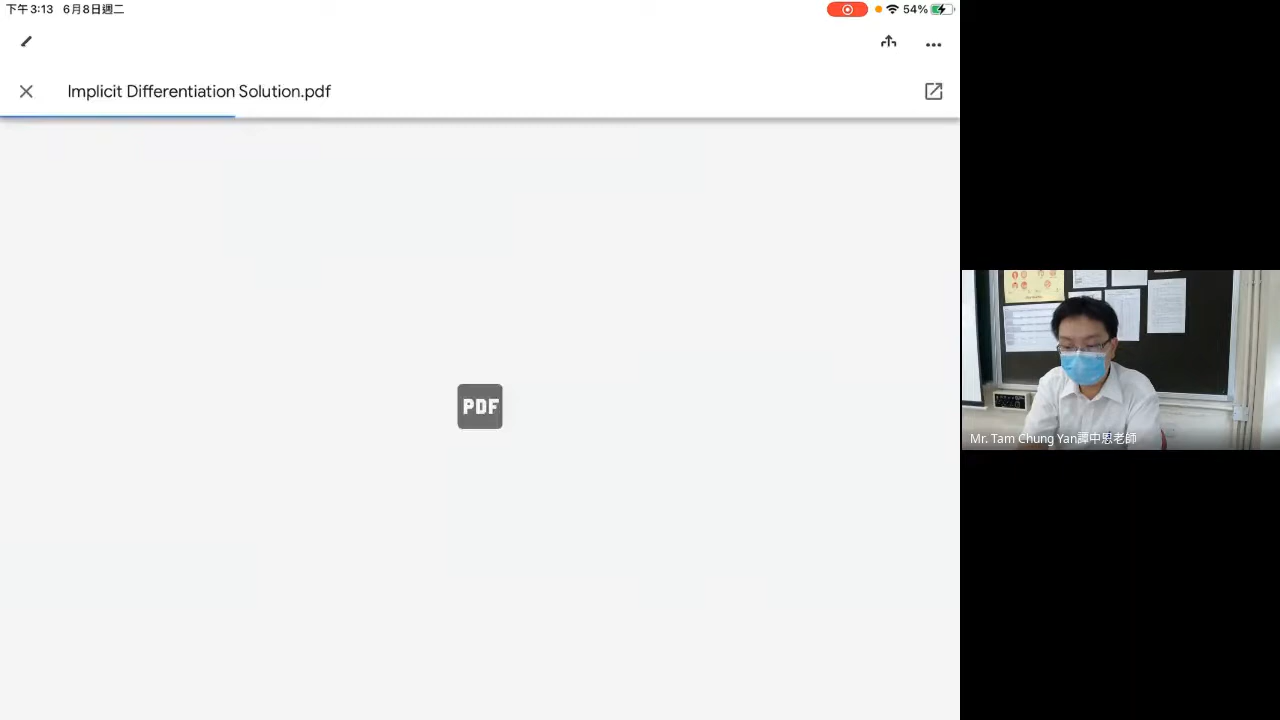 下午3:13 6月8日週二
54%
Implicit Differentiation Solution.pdf
PDF
Mr. Tam Chung Yan譚中恩老師